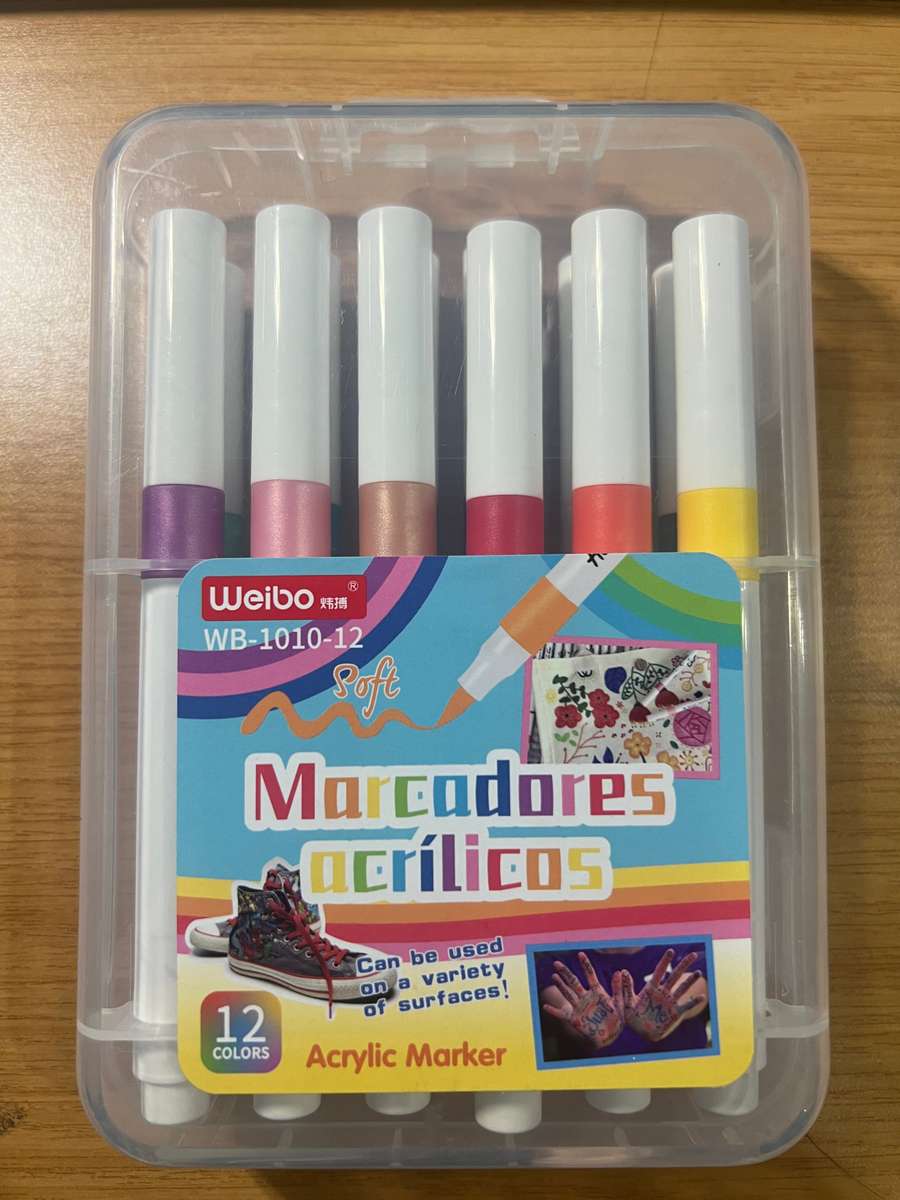 Weibo 炜搏 ®
WB-1010-12
Soft
Marcadores
acrílicos
Can be used
on a variety
of surfaces!
12
COLORS
Acrylic Marker